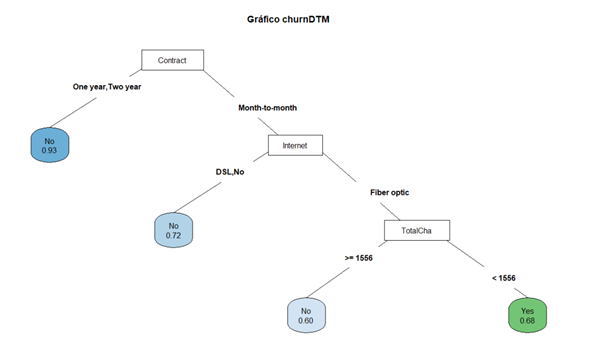 Gráfico churnDTM
Contract
One year,Two year
Month-to-month
No
0.93
Internet
DSL,No
Fiber optic
No
0.72
TotalCha
>= 1556
< 1556
No
0.60
Yes
0.68